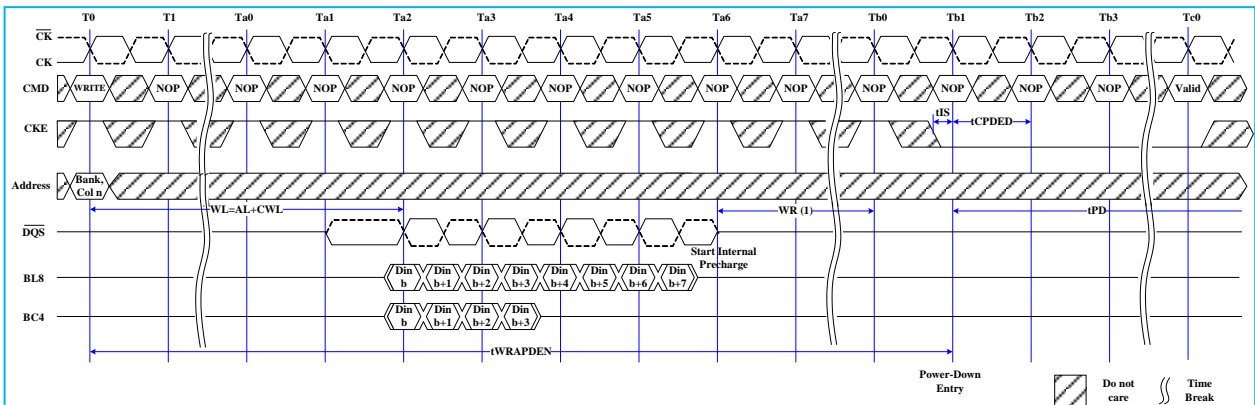 T0 T1 Ta0 Ta1 Ta2 Ta3 Ta4 Ta5 Ta6 Ta7 Tb0 Tb1 Tb2 Tb3 Tc0
CK
CK
CMD WRITE NOP NOP NOP NOP NOP NOP NOP NOP NOP NOP NOP NOP NOP Valid
tIS
CKE tCPDED
Address Bank,
Col n
WL=AL+CWL WR (1) tPD
DQS
Start Internal
Precharge
BL8 Din
b Din
b+1 Din
b+2 Din
b+3 Din
b+4 Din
b+5 Din
b+6 Din
b+7
BC4 Din
b Din
b+1 Din
b+2 Din
b+3
tWRAPDEN
Power-Down
Entry
Do not
care
Time
Break